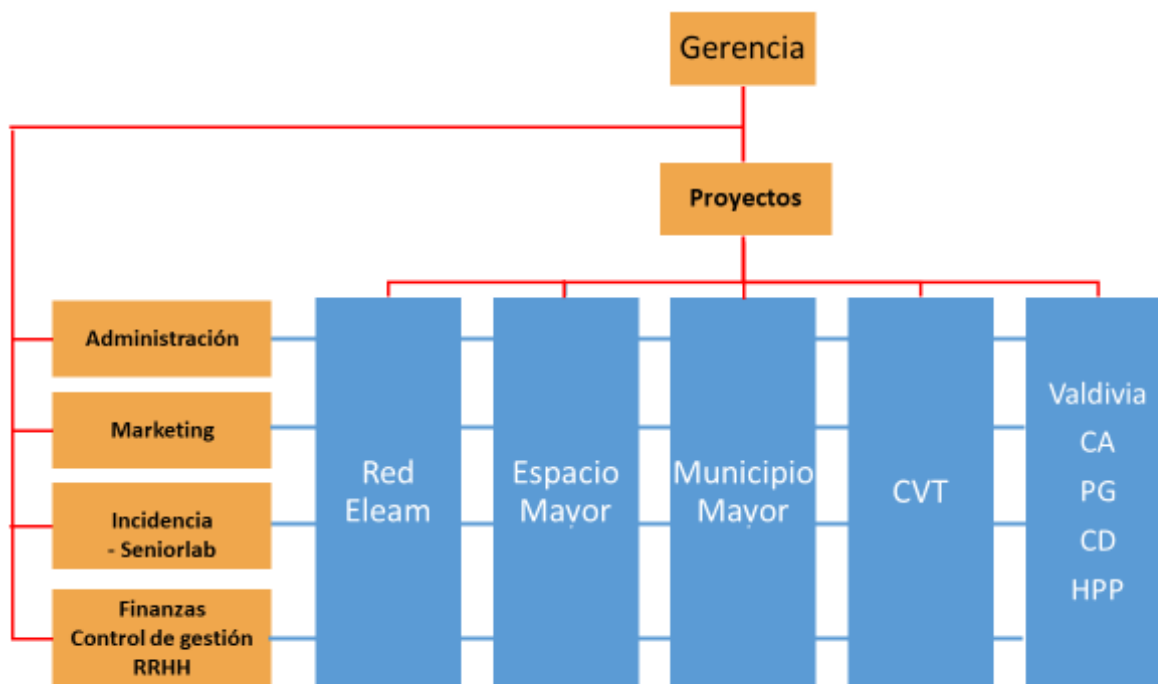 Gerencia
Proyectos
Administración
Marketing
Incidencia
- Seniorlab
Finanzas
Control de gestión
RRHH
Red
Eleam
Espacio
Mayor
Municipio
Mayor
CVT
Valdivia
CA
PG
CD
HPP